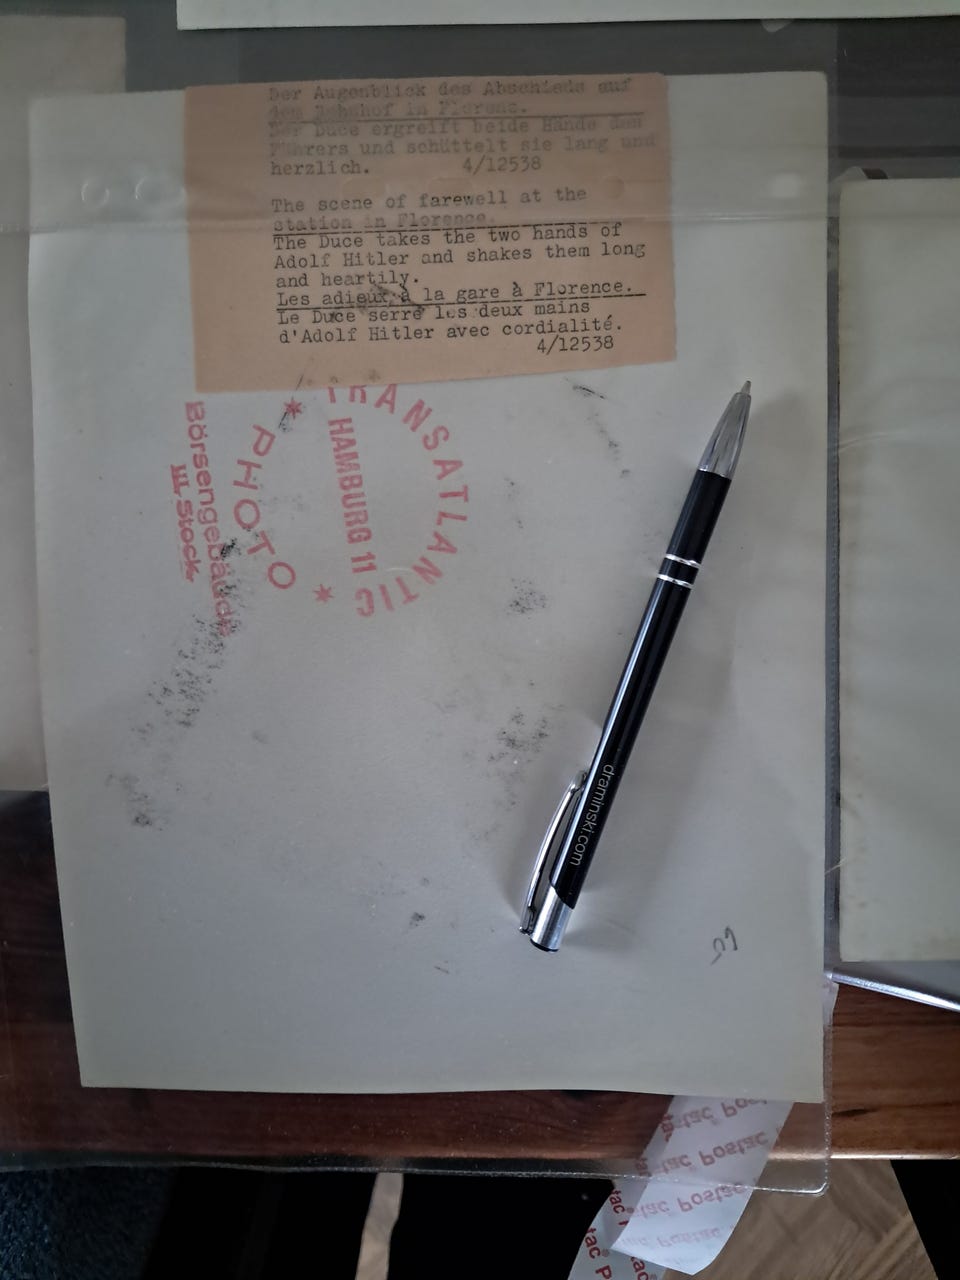 Der Augenblick des Abschieds auf
dem Bahnhof in Florenz.
Der Duce ergreift beide Hände des
Führers und schüttelt sie lang und
herzlich. 4/12538
The scene of farewell at the
station in Florence.
The Duce takes the two hands of
Adolf Hitler and shakes them long
and heartily.
Les adieux à la gare à Florence.
Le Duce serre les deux mains
d'Adolf Hitler avec cordialité.
4/12538
TRANSATLANTIC
PHOTO
HAMBURG 11
Börsengebäude
III. Stock
draminski.com
Postac
Postac
Postac